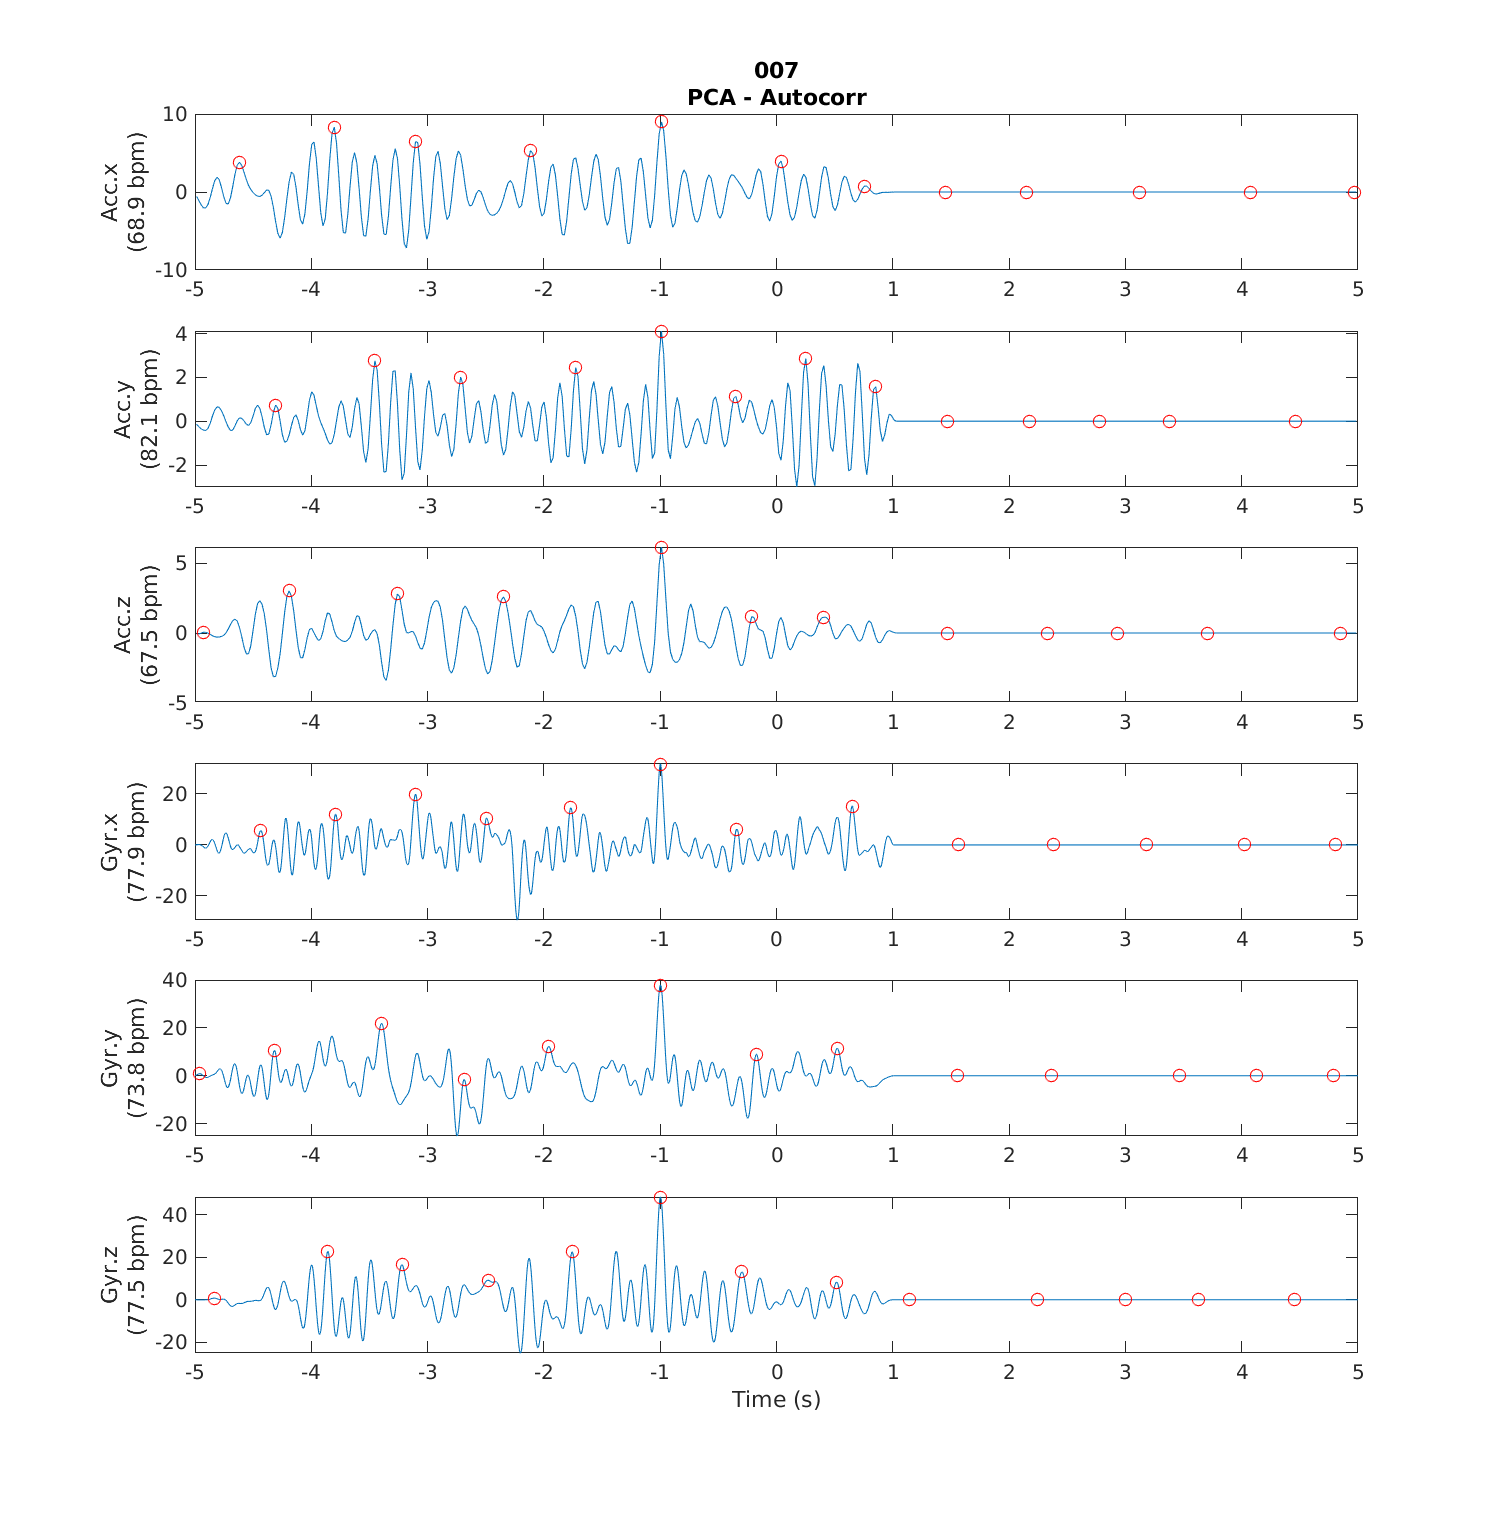 007
PCA - Autocorr
Acc.x
(68.9 bpm)
10
0
-10
-5 -4 -3 -2 -1 0 1 2 3 4 5
Acc.y
(82.1 bpm)
4
2
0
-2
-5 -4 -3 -2 -1 0 1 2 3 4 5
Acc.z
(67.5 bpm)
5
0
-5
-5 -4 -3 -2 -1 0 1 2 3 4 5
Gyr.x
(77.9 bpm)
20
0
-20
-5 -4 -3 -2 -1 0 1 2 3 4 5
Gyr.y
(73.8 bpm)
40
20
0
-20
-5 -4 -3 -2 -1 0 1 2 3 4 5
Gyr.z
(77.5 bpm)
40
20
0
-20
-5 -4 -3 -2 -1 0 1 2 3 4 5
Time (s)